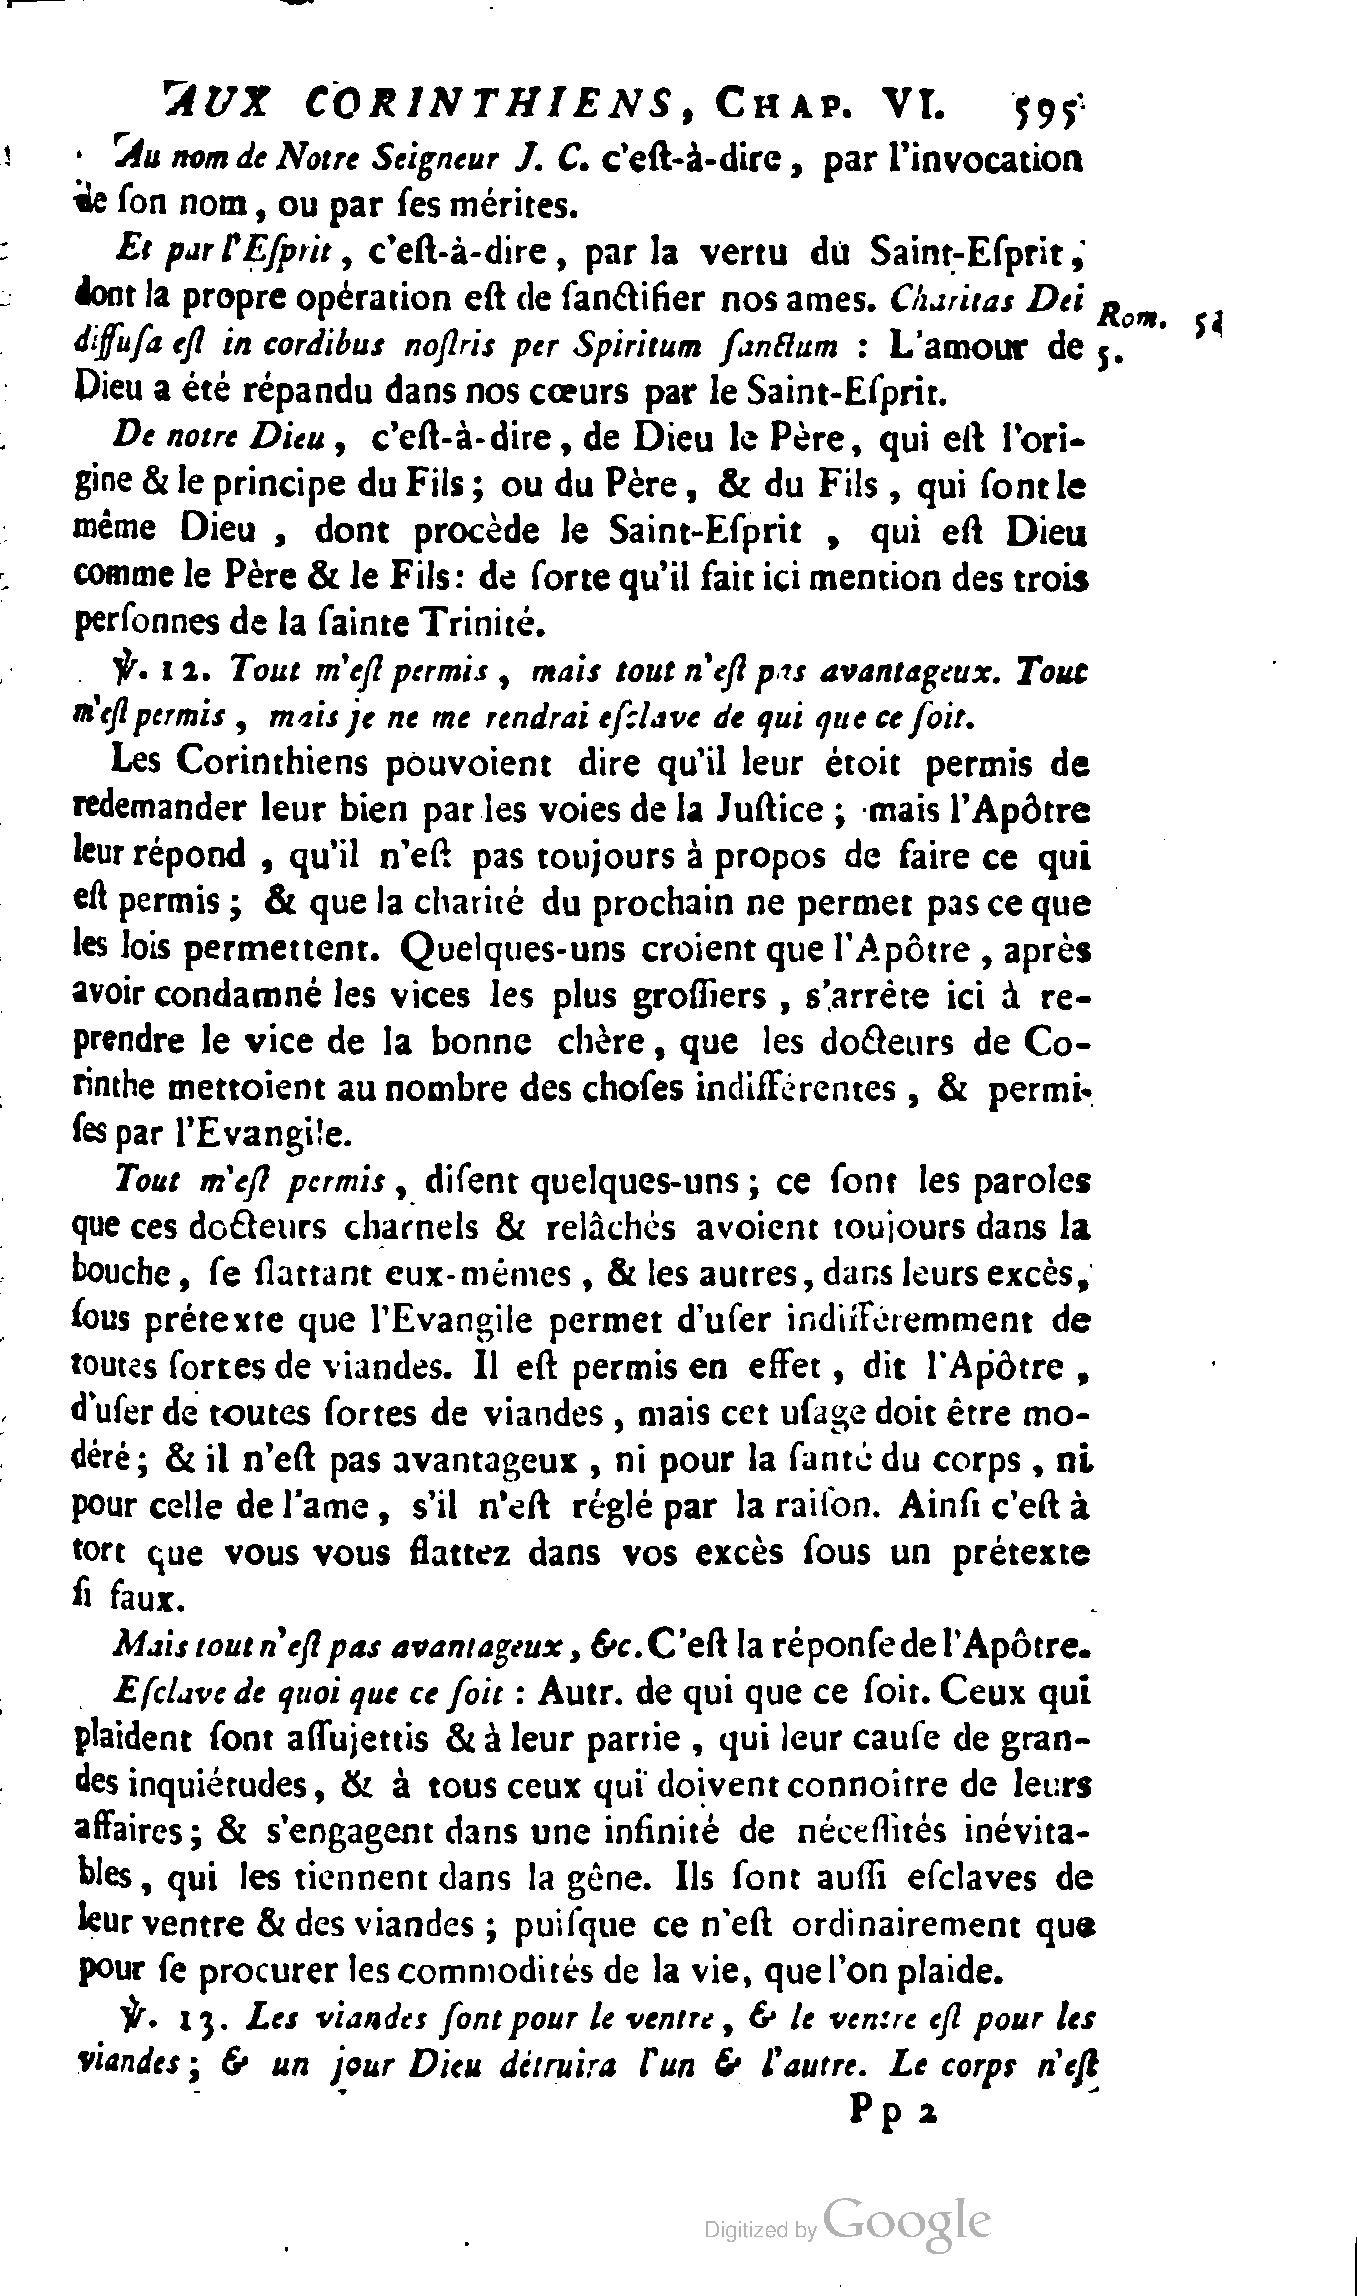 AUX CORINTHIENS, CHAP. VI. 595
Au nom de Notre Seigneur J. C. c'eſt-à-dire, par l'invocation
de ſon nom, ou par ſes mérites.
Et par l'Eſprit, c'eſt-à-dire, par la vertu du Saint-Eſprit,
dont la propre opération eſt de ſanctifier nos ames. Charitas Dei
Rom. 5.
5.
diffuſa eſt in cordibus noſtris per Spiritum ſanctum : L'amour de
Dieu a été répandu dans nos cœurs par le Saint-Eſprit.
De notre Dieu, c'eſt-à-dire, de Dieu le Père, qui eſt l'ori-
gine & le principe du Fils; ou du Père, & du Fils, qui ſont le
même Dieu, dont procède le Saint-Eſprit, qui eſt Dieu
comme le Père & le Fils: de ſorte qu'il fait ici mention des trois
perſonnes de la ſainte Trinité.
℣. 12. Tout m'eſt permis, mais tout n'eſt pas avantageux. Tout
m'eſt permis, mais je ne me rendrai eſclave de qui que ce ſoit.
Les Corinthiens pouvoient dire qu'il leur étoit permis de
redemander leur bien par les voies de la Juſtice; mais l'Apôtre
leur répond, qu'il n'eſt pas toujours à propos de faire ce qui
eſt permis; & que la charité du prochain ne permet pas ce que
les lois permettent. Quelques-uns croient que l'Apôtre, après
avoir condamné les vices les plus groſſiers, s'arrête ici à re-
prendre le vice de la bonne chère, que les docteurs de Co-
rinthe mettoient au nombre des choſes indifférentes, & permi-
ſes par l'Evangile.
Tout m'eſt permis, diſent quelques-uns; ce ſont les paroles
que ces docteurs charnels & relâchés avoient toujours dans la
bouche, ſe flattant eux-mêmes, & les autres, dans leurs excès,
ſous prétexte que l'Evangile permet d'uſer indifféremment de
toutes ſortes de viandes. Il eſt permis en effet, dit l'Apôtre,
d'uſer de toutes ſortes de viandes, mais cet uſage doit être mo-
déré; & il n'eſt pas avantageux, ni pour la ſanté du corps, ni
pour celle de l'ame, s'il n'eſt réglé par la raiſon. Ainſi c'eſt à
tort que vous vous flattez dans vos excès ſous un prétexte
ſi faux.
Mais tout n'eſt pas avantageux, &c. C'eſt la réponſe de l'Apôtre.
Eſclave de quoi que ce ſoit : Autr. de qui que ce ſoit. Ceux qui
plaident ſont aſſujettis & à leur partie, qui leur cauſe de gran-
des inquiétudes, & à tous ceux qui doivent connoitre de leurs
affaires; & s'engagent dans une infinité de néceſſités inévita-
bles, qui les tiennent dans la gêne. Ils ſont auſſi eſclaves de
leur ventre & des viandes; puiſque ce n'eſt ordinairement que
pour ſe procurer les commodités de la vie, que l'on plaide.
℣. 13. Les viandes ſont pour le ventre, & le ventre eſt pour les
viandes; & un jour Dieu détruira l'un & l'autre. Le corps n'eſt
Pp 2
Digitized by Google